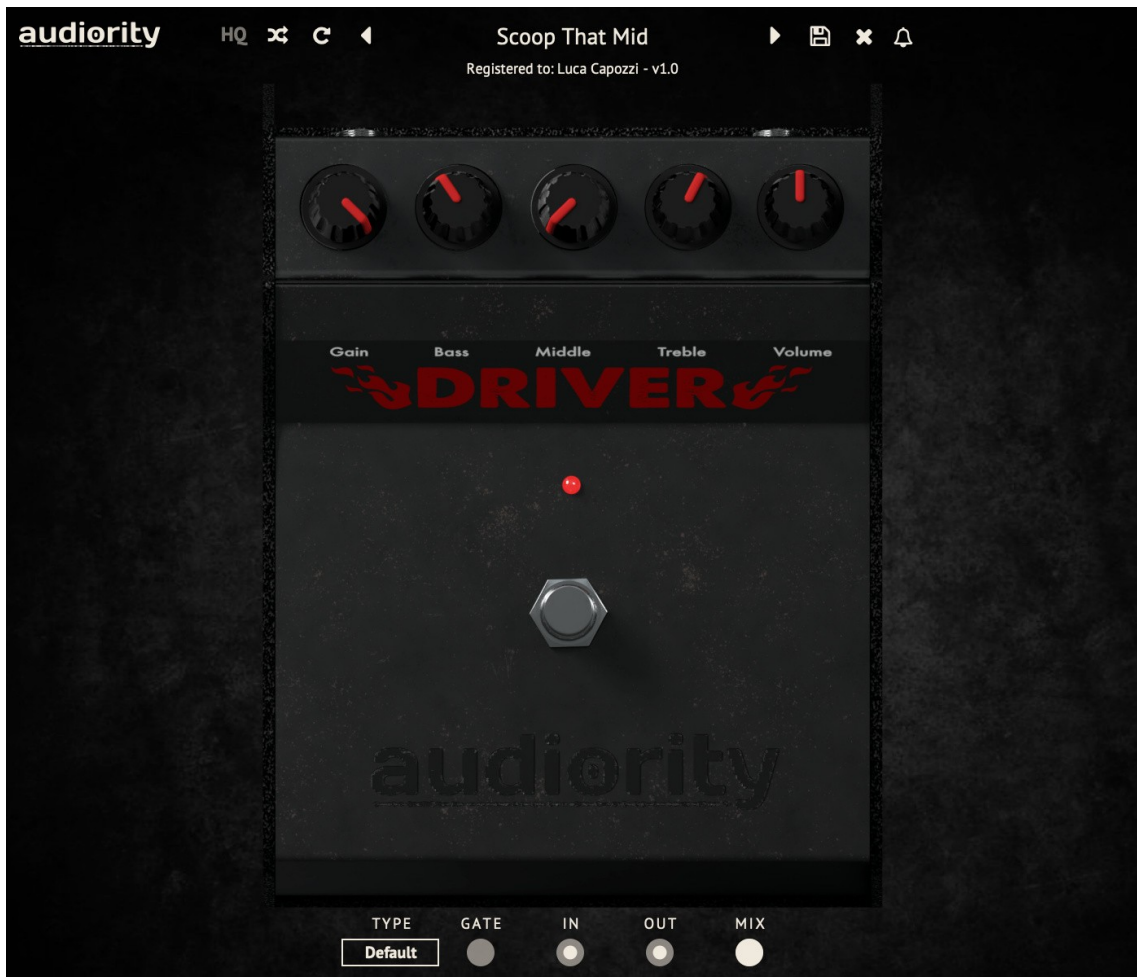 audiority
HQ
Scoop That Mid
Registered to: Luca Capozzi - v1.0
Gain Bass Middle Treble Volume
DRIVER
audiority
TYPE GATE IN OUT MIX
Default